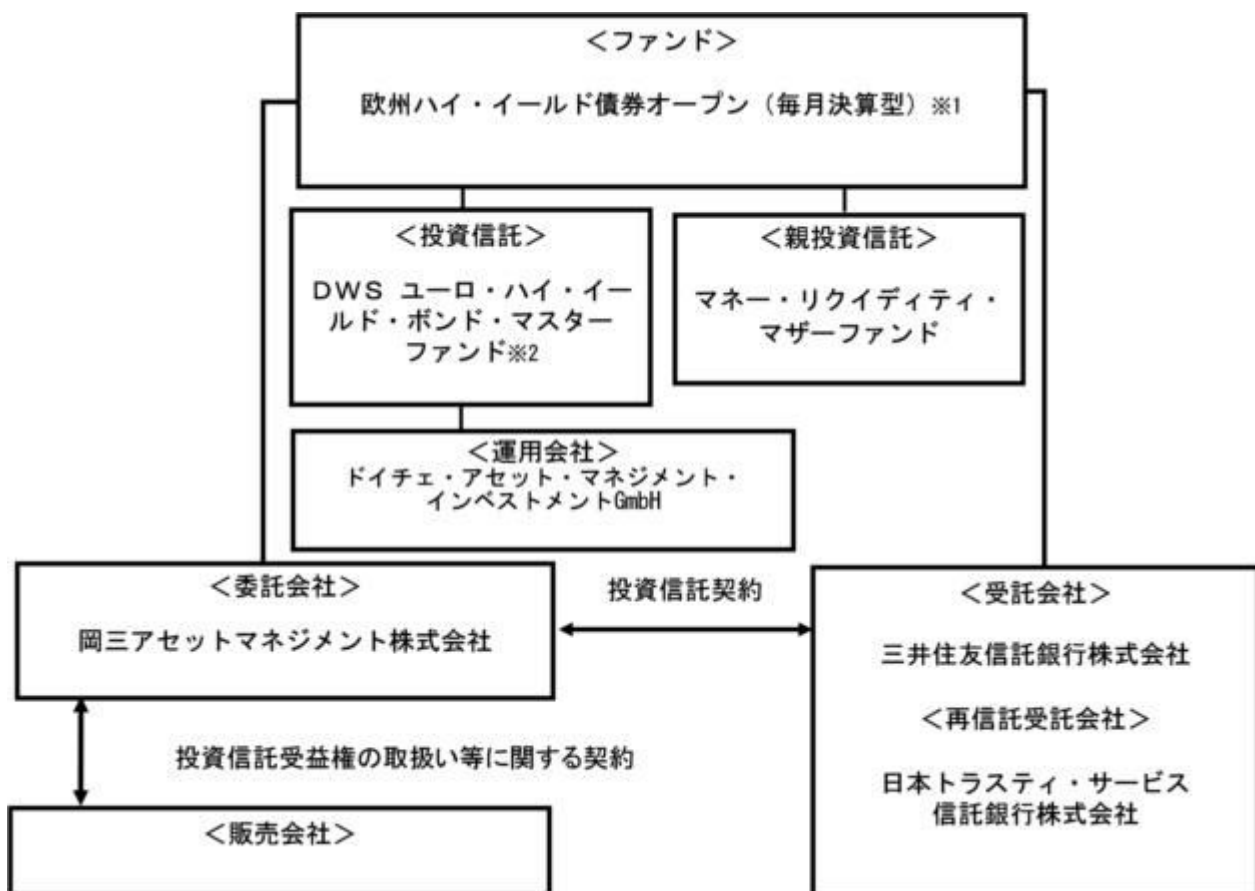 ＜ファンド＞
欧州ハイ・イールド債券オープン（毎月決算型）※1
＜投資信託＞
DWS ユーロ・ハイ・イー
ルド・ボンド・マスター
ファンド※2
＜親投資信託＞
マネー・リクイディティ・
マザーファンド
＜運用会社＞
ドイチェ・アセット・マネジメント・
インベストメントGmbH
＜委託会社＞
岡三アセットマネジメント株式会社
投資信託契約
＜受託会社＞
三井住友信託銀行株式会社
＜再信託受託会社＞
日本トラスティ・サービス
信託銀行株式会社
投資信託受益権の取扱い等に関する契約
＜販売会社＞